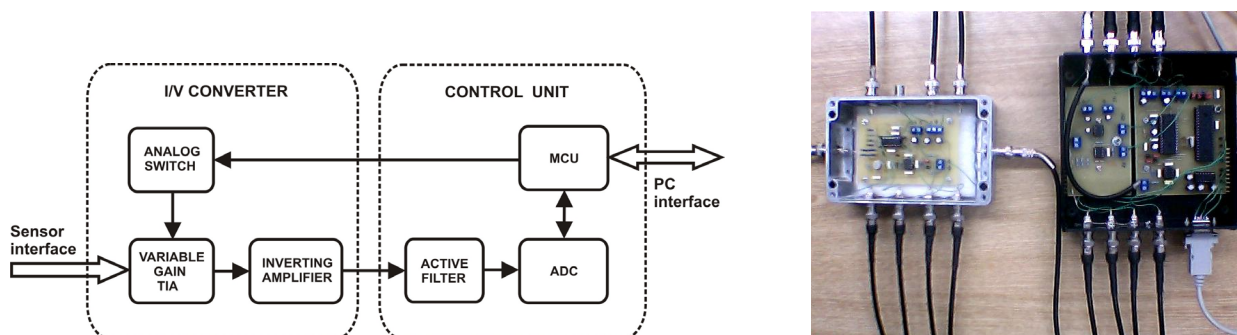 I/V CONVERTER
CONTROL UNIT
ANALOG
SWITCH
MCU
PC
interface
Sensor
interface
VARIABLE
GAIN
TIA
INVERTING
AMPLIFIER
ACTIVE
FILTER
ADC